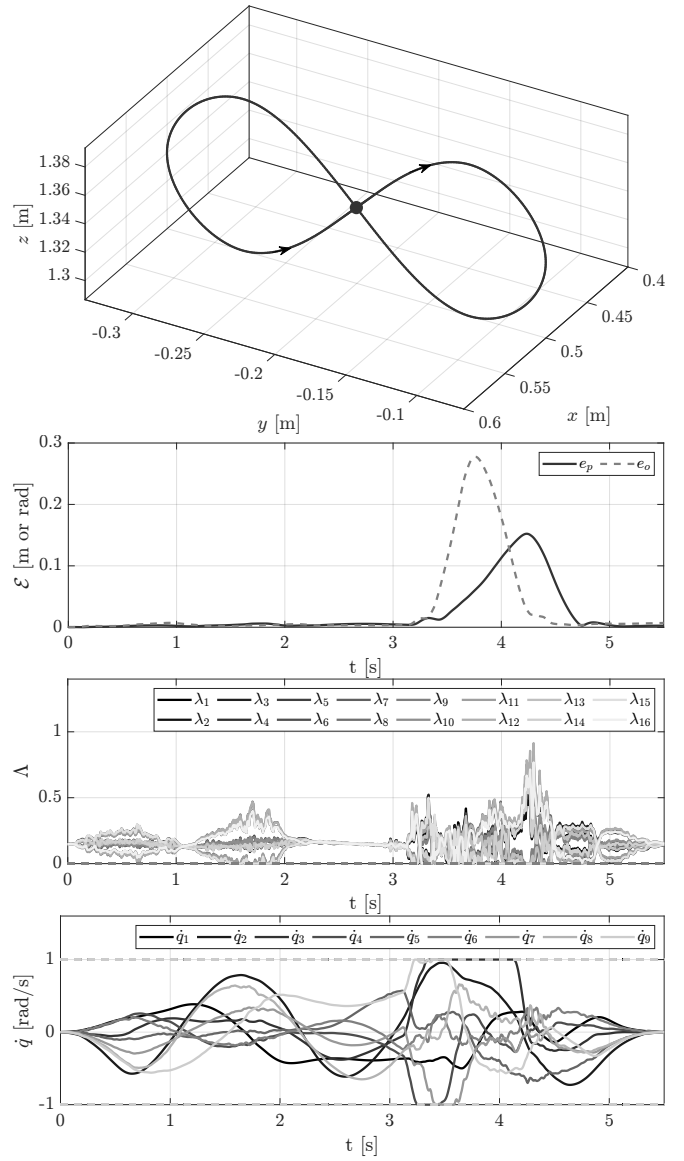 1.38
1.36
1.34
1.32
1.3
z [m]
-0.3
-0.25
-0.2
-0.15
-0.1
y [m]
0.4
0.45
0.5
0.55
0.6
x [m]
0.3
0.2
0.1
0
ℰ [m or rad]
e_p e_o
0 1 2 3 4 5
t [s]
λ_1 λ_3 λ_5 λ_7 λ_9 λ_11 λ_13 λ_15
λ_2 λ_4 λ_6 λ_8 λ_10 λ_12 λ_14 λ_16
1
0.5
0
Λ
0 1 2 3 4 5
t [s]
q̇_1 q̇_2 q̇_3 q̇_4 q̇_5 q̇_6 q̇_7 q̇_8 q̇_9
1
0
-1
q̇ [rad/s]
0 1 2 3 4 5
t [s]